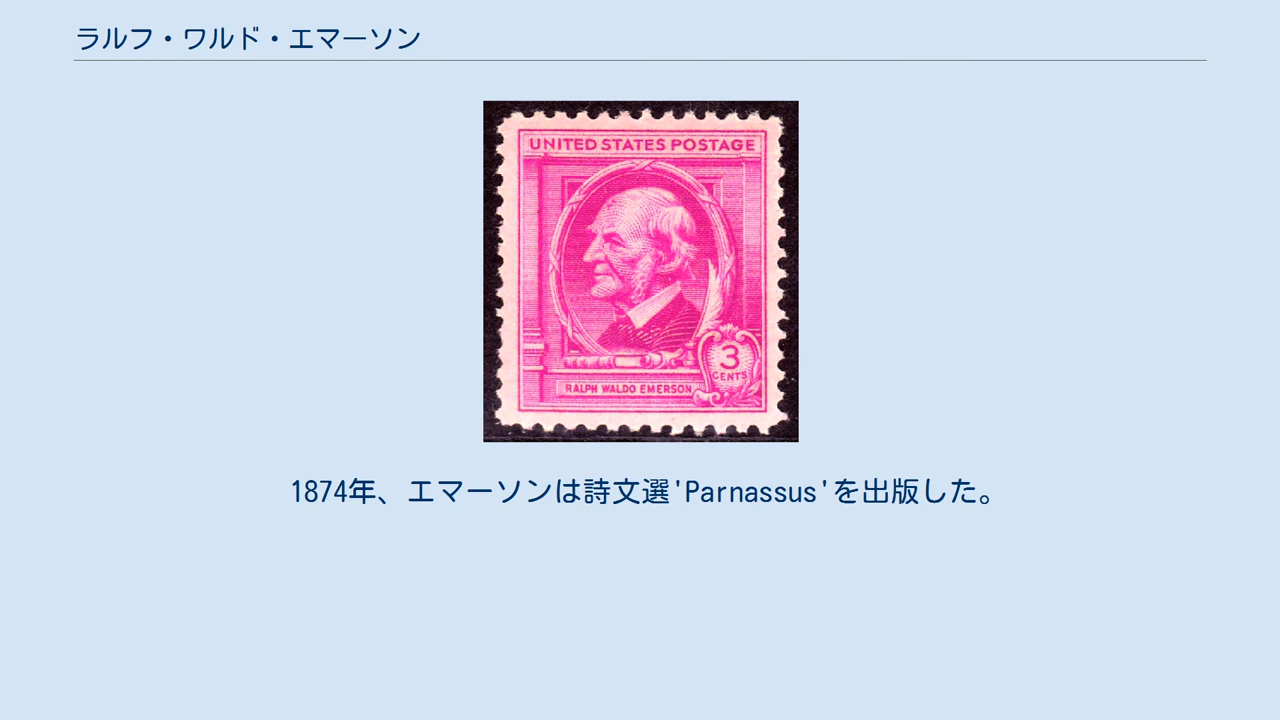 ラルフ・ワルド・エマーソン
UNITED STATES POSTAGE
3
CENTS
RALPH WALDO EMERSON
1874年、エマーソンは詩文選'Parnassus'を出版した。